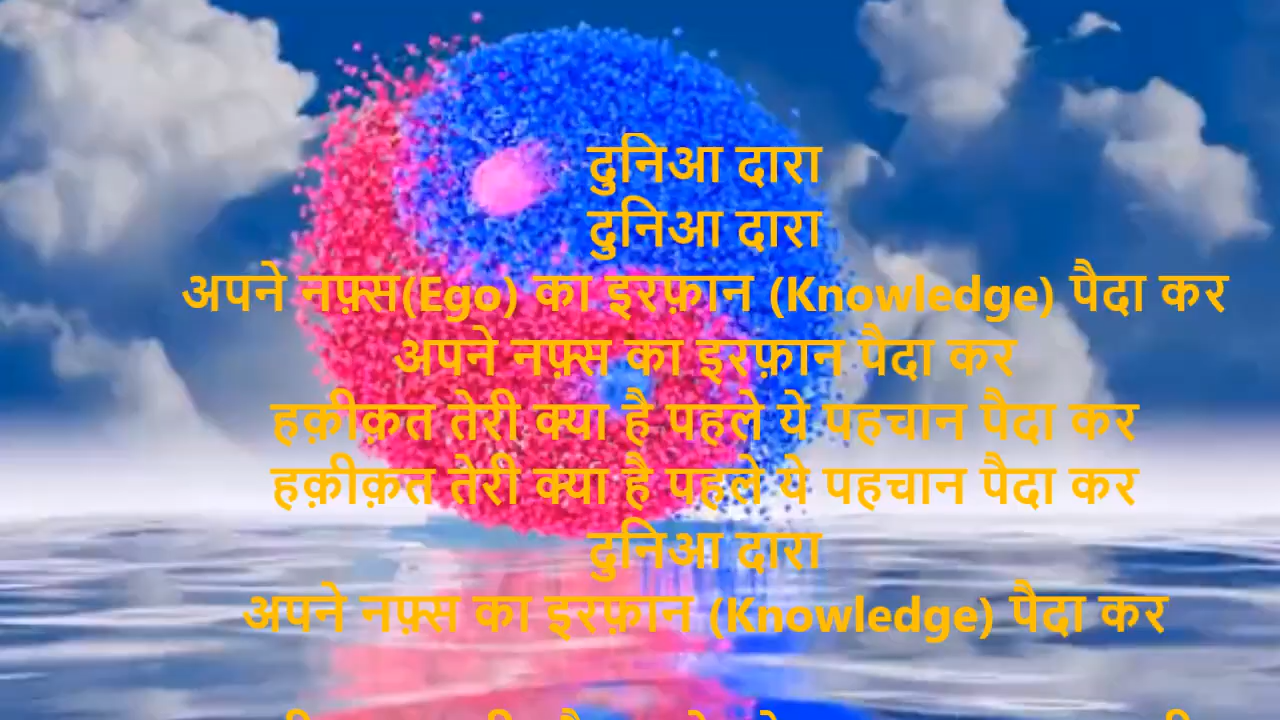 दुनिआ दारा
दुनिआ दारा
अपने नफ़्स(Ego) का इरफ़ान (Knowledge) पैदा कर
अपने नफ़्स का इरफ़ान पैदा कर
हक़ीक़त तेरी क्या है पहले ये पहचान पैदा कर
हक़ीक़त तेरी क्या है पहले ये पहचान पैदा कर
दुनिआ दारा
अपने नफ़्स का इरफ़ान (Knowledge) पैदा कर